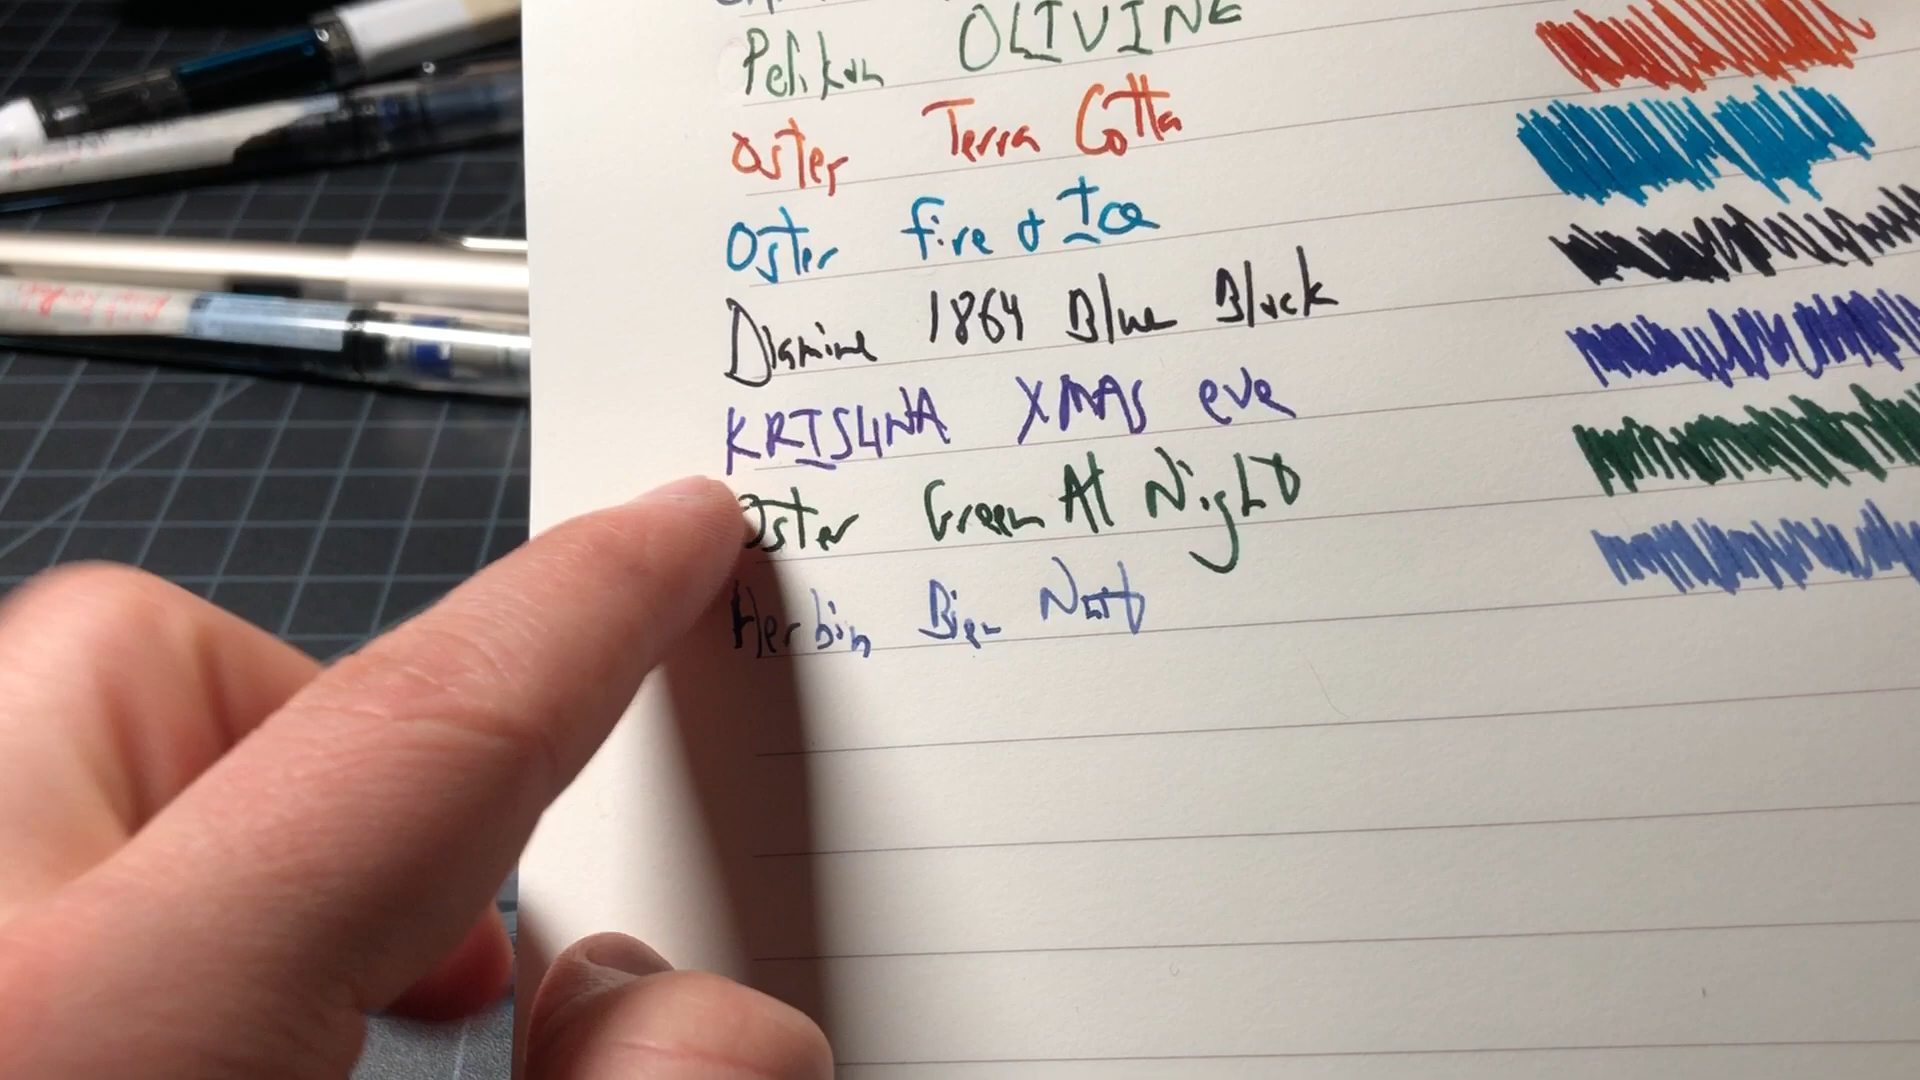 Pelikan OLIVINE
Oster Terra Cotta
Oster fire & Ice
Diamine 1864 Blue Black
KRISHNA XMAS eve
Oster Green At Night
Herbin Bleu